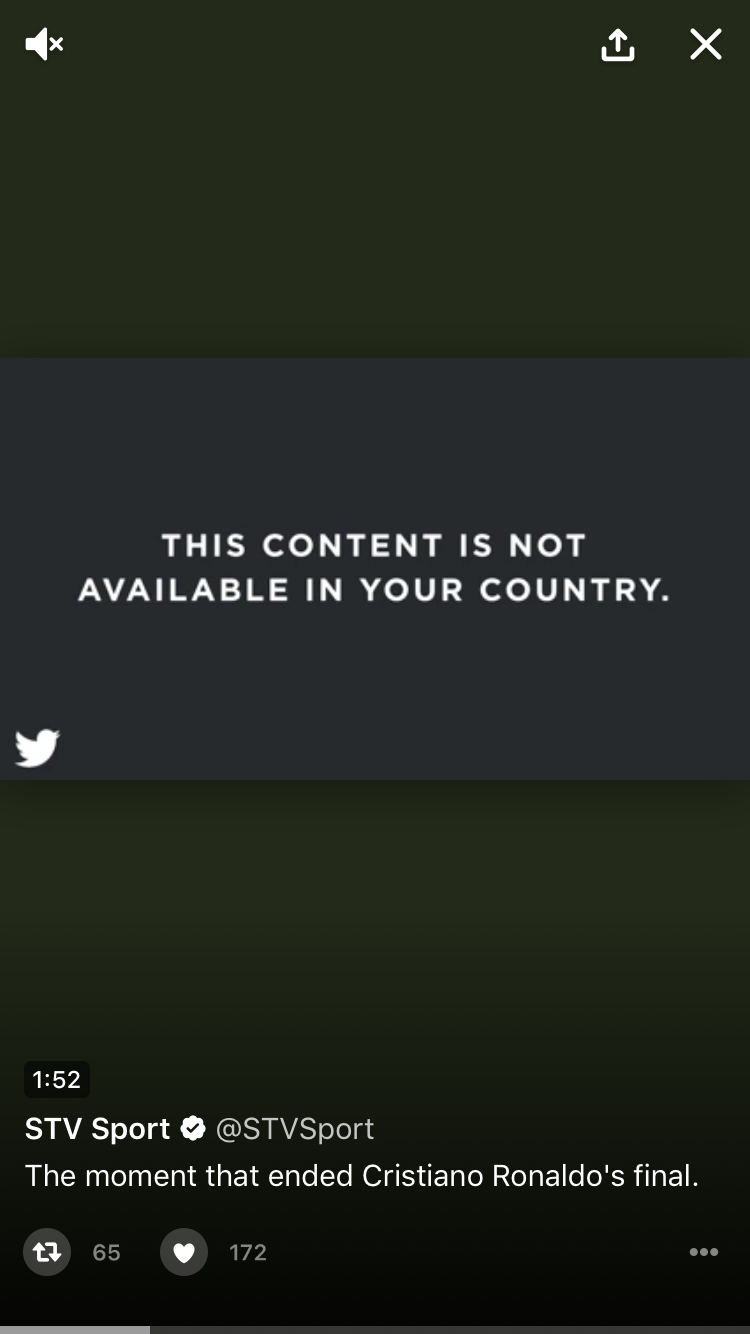 THIS CONTENT IS NOT
AVAILABLE IN YOUR COUNTRY.
1:52
STV Sport @STVSport
The moment that ended Cristiano Ronaldo's final.
65 172